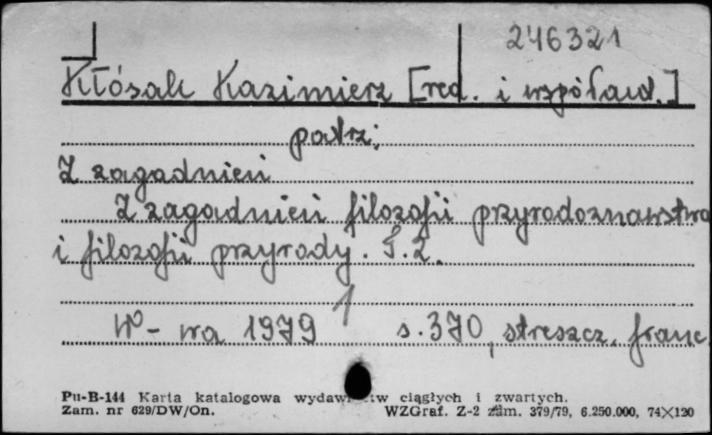 246321
Kłósak Kazimierz [red. i współaut.]
patrz:
Z zagadnień
Z zagadnień filozofii przyrodoznawstwa
i filozofii przyrody. T.2.
1
W-wa 1979 s. 370, streszcz. franc.
Pu-B-144 Karta katalogowa wydawnictw ciągłych i zwartych.
Zam. nr 629/DW/On. WZGraf. Z-2 zam. 379/79, 6.250.000, 74×120